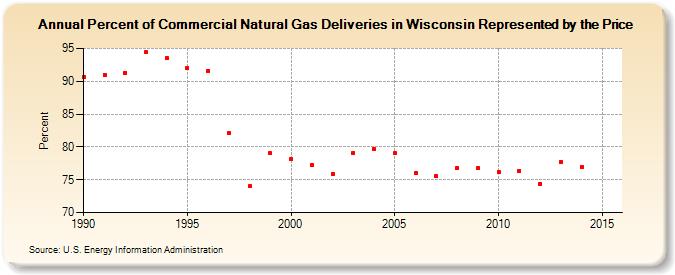 Annual Percent of Commercial Natural Gas Deliveries in Wisconsin Represented by the Price
Percent
95
90
85
80
75
70
1990 1995 2000 2005 2010 2015
Source: U.S. Energy Information Administration